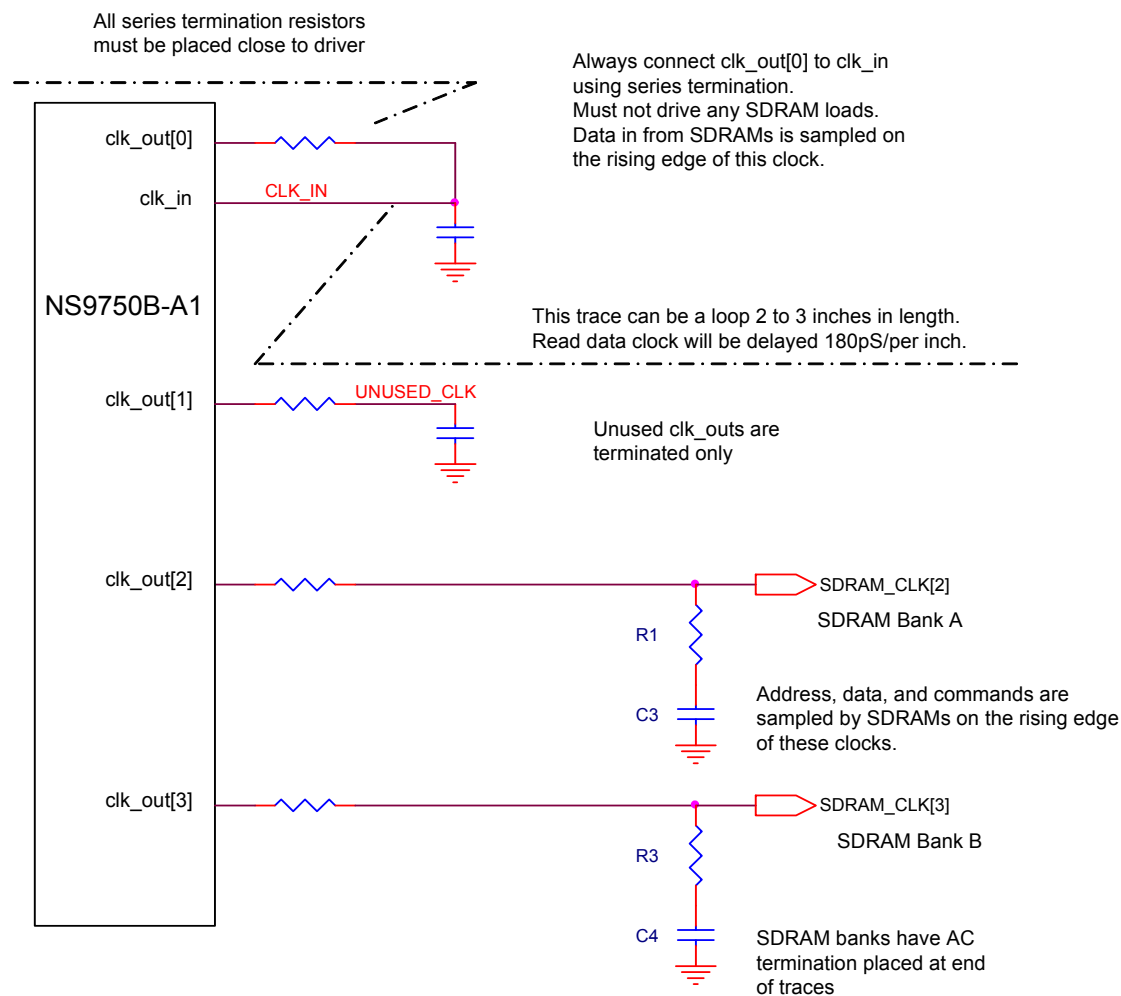 All series termination resistors
must be placed close to driver
Always connect clk_out[0] to clk_in
using series termination.
Must not drive any SDRAM loads.
Data in from SDRAMs is sampled on
the rising edge of this clock.
clk_out[0]
clk_in
CLK_IN
NS9750B-A1
This trace can be a loop 2 to 3 inches in length.
Read data clock will be delayed 180pS/per inch.
clk_out[1]
UNUSED_CLK
Unused clk_outs are
terminated only
clk_out[2]
SDRAM_CLK[2]
SDRAM Bank A
R1
C3
Address, data, and commands are
sampled by SDRAMs on the rising edge
of these clocks.
clk_out[3]
SDRAM_CLK[3]
SDRAM Bank B
R3
C4
SDRAM banks have AC
termination placed at end
of traces